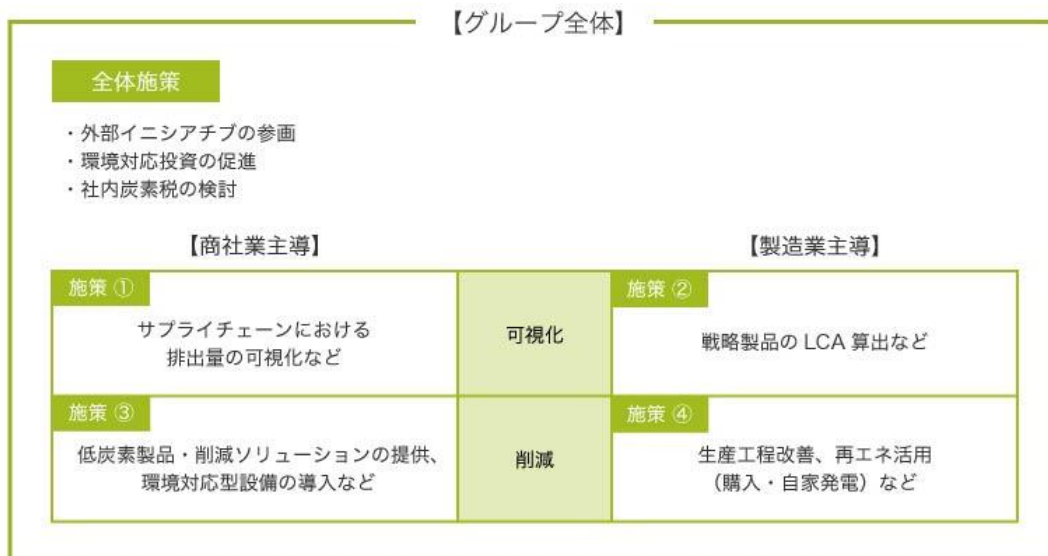 【グループ全体】
全体施策
・外部イニシアチブの参画
・環境対応投資の促進
・社内炭素税の検討
【商社業主導】
【製造業主導】
施策 ①
サプライチェーンにおける
排出量の可視化など
可視化
施策 ②
戦略製品の LCA 算出など
施策 ③
低炭素製品・削減ソリューションの提供、
環境対応型設備の導入など
削減
施策 ④
生産工程改善、再エネ活用
（購入・自家発電）など